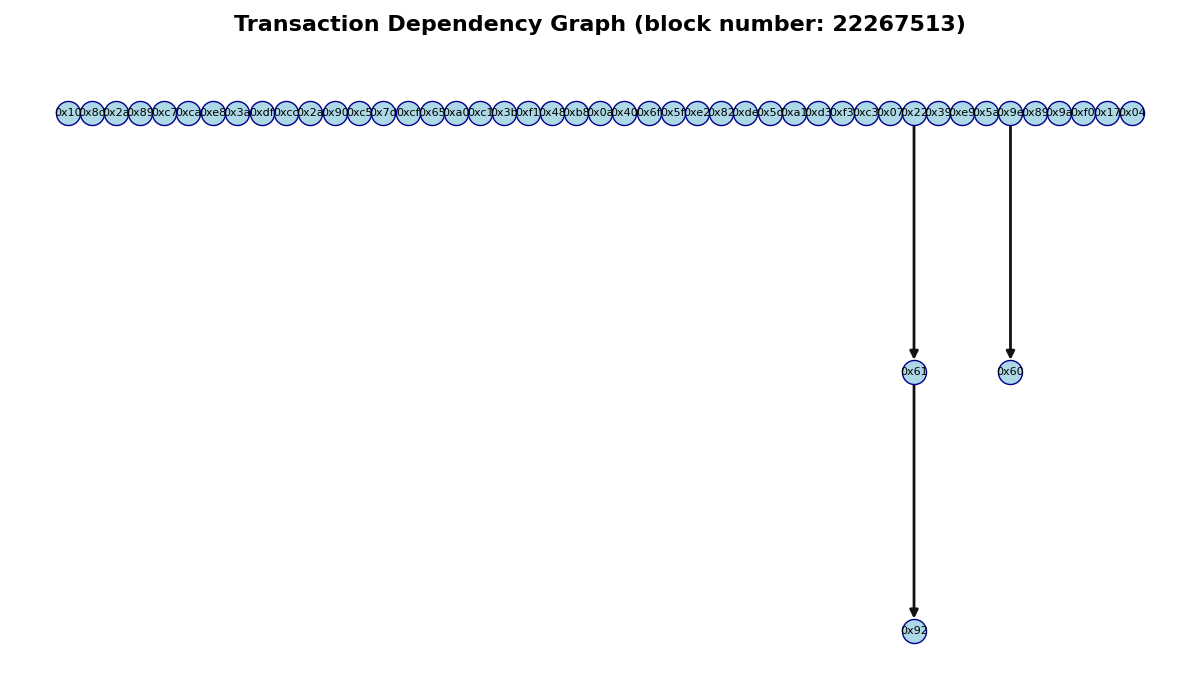 Transaction Dependency Graph (block number: 22267513)
0x10 0x8c 0x2a 0x89 0xc7 0xca 0xe8 0x3a 0xdf 0xcc 0x2a 0x90 0xc5 0x7d 0xcf 0x65 0xa0 0xc1 0x3b 0xf1 0x48 0xb8 0x0a 0x40 0x6f 0x5f 0xe2 0x82 0xde 0x5d 0xa1 0xd3 0xf3 0xc3 0x07 0x22 0x39 0xe9 0x5a 0x9e 0x89 0x9a 0xf0 0x17 0x04
0x61 0x60
0x92